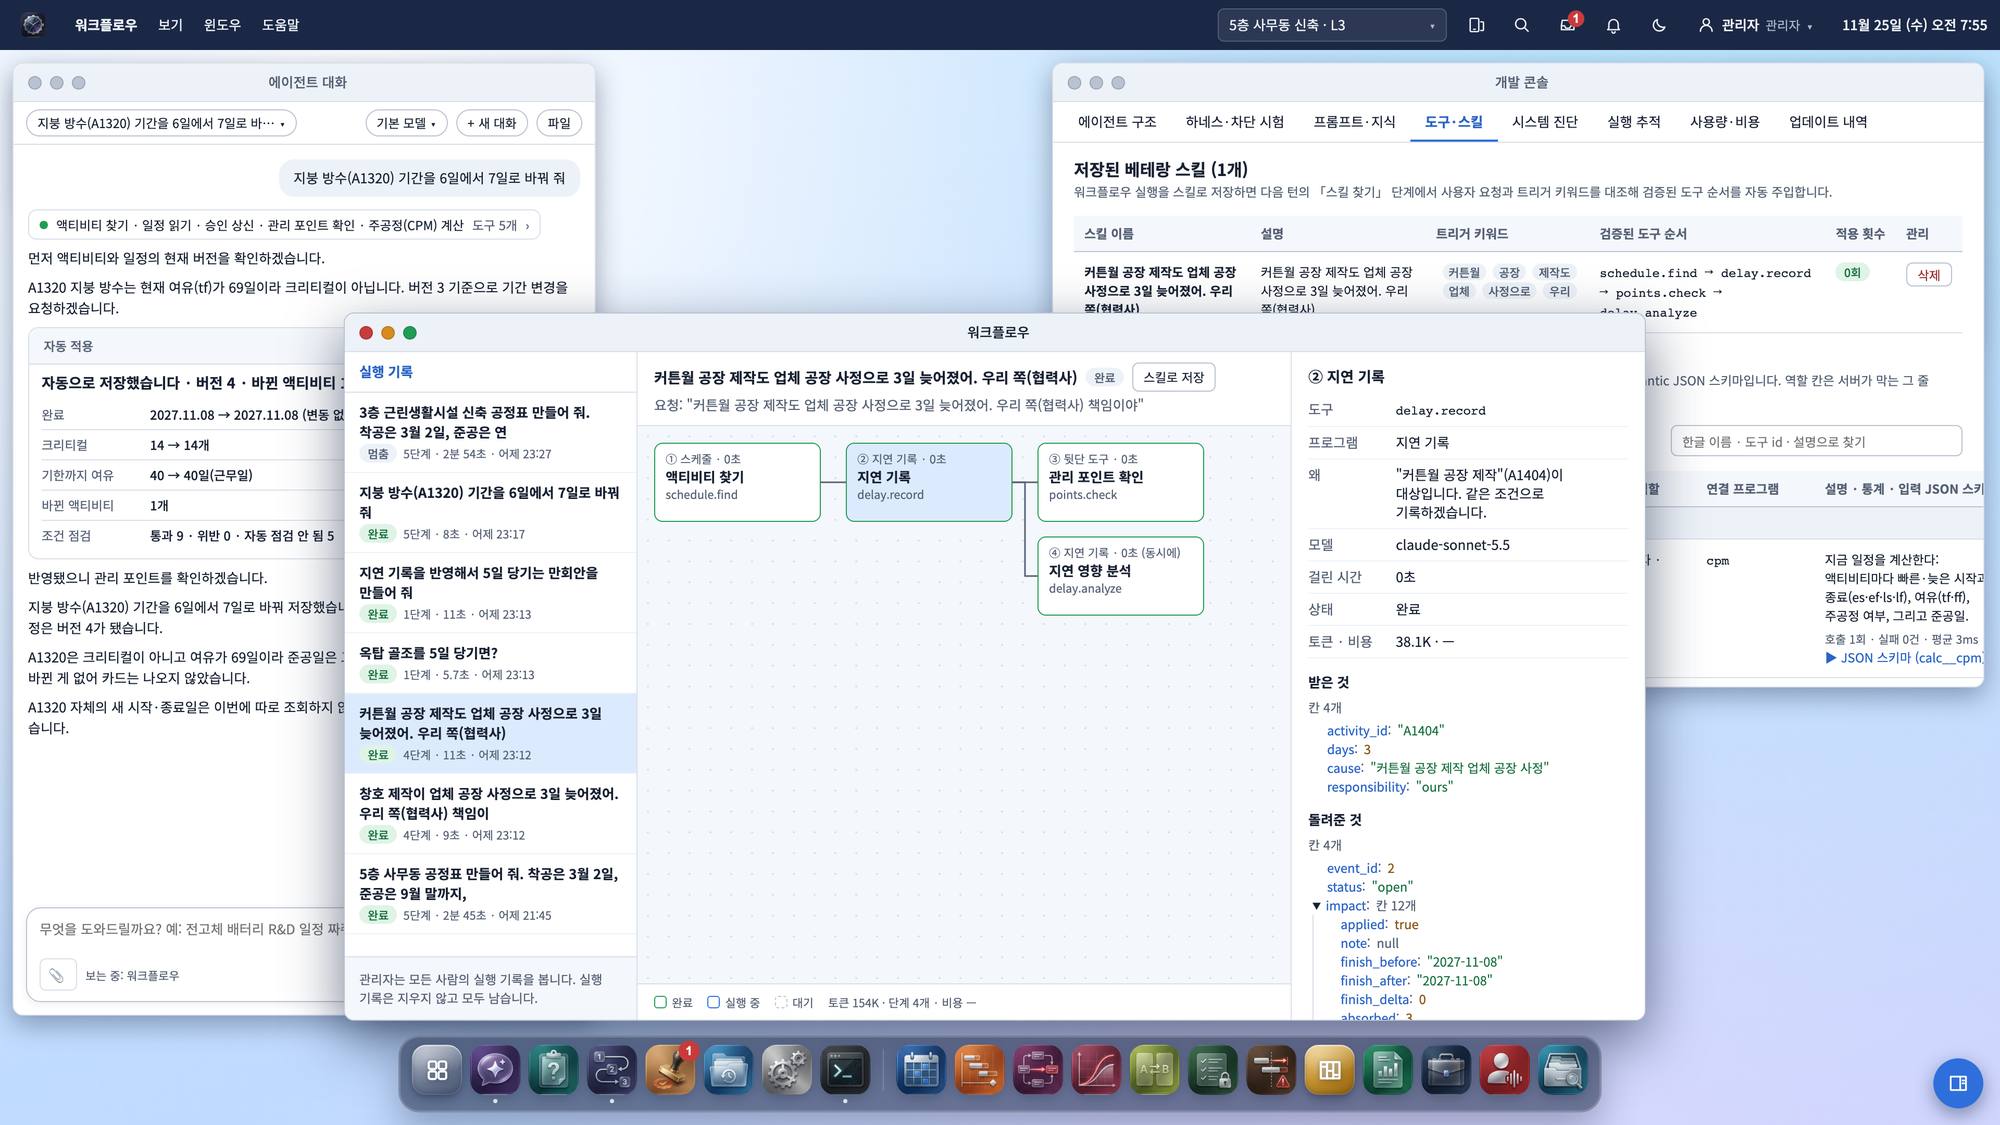 워크플로우 보기 윈도우 도움말
5층 사무동 신축 · L3
1
관리자 관리자
11월 25일 (수) 오전 7:55
에이전트 대화
지붕 방수(A1320) 기간을 6일에서 7일로 바…
기본 모델
+ 새 대화
파일
지붕 방수(A1320) 기간을 6일에서 7일로 바꿔 줘
액티비티 찾기 · 일정 읽기 · 승인 상신 · 관리 포인트 확인 · 주공정(CPM) 계산 도구 5개 ›
먼저 액티비티와 일정의 현재 버전을 확인하겠습니다.
A1320 지붕 방수는 현재 여유(tf)가 69일이라 크리티컬이 아닙니다. 버전 3 기준으로 기간 변경을
요청하겠습니다.
자동 적용
자동으로 저장했습니다 · 버전 4 · 바뀐 액티비티
완료 2027.11.08 → 2027.11.08 (변동 없
크리티컬 14 → 14개
기한까지 여유 40 → 40일(근무일)
바뀐 액티비티 1개
조건 점검 통과 9 · 위반 0 · 자동 점검 안 됨 5
반영됐으니 관리 포인트를 확인하겠습니다.
지붕 방수(A1320) 기간을 6일에서 7일로 바꿔 저장했습니
정은 버전 4가 됐습니다.
A1320은 크리티컬이 아니고 여유가 69일이라 준공일은
바뀐 게 없어 카드는 나오지 않았습니다.
A1320 자체의 새 시작·종료일은 이번에 따로 조회하지
습니다.
무엇을 도와드릴까요? 예: 전고체 배터리 R&D 일정 짜
보는 중: 워크플로우
개발 콘솔
에이전트 구조
하네스·차단 시험
프롬프트·지식
도구·스킬
시스템 진단
실행 추적
사용량·비용
업데이트 내역
저장된 베테랑 스킬 (1개)
워크플로우 실행을 스킬로 저장하면 다음 턴의 「스킬 찾기」 단계에서 사용자 요청과 트리거 키워드를 대조해 검증된 도구 순서를 자동 주입합니다.
스킬 이름 설명 트리거 키워드 검증된 도구 순서 적용 횟수 관리
커튼월 공장 제작도 업체 공장
사정으로 3일 늦어졌어. 우리
쪽(협력사)
커튼월 공장 제작도 업체 공장
사정으로 3일 늦어졌어. 우리
쪽(협력사)
커튼월 공장 제작도
업체 사정으로 우리
schedule.find → delay.record
→ points.check →
delay.analyze
0회
삭제
ntic JSON 스키마입니다. 역할 칸은 서버가 막는 그 줄
한글 이름 · 도구 id · 설명으로 찾기
할 연결 프로그램 설명 · 통계 · 입력 JSON 스키
cpm
지금 일정을 계산한다:
액티비티마다 빠른·늦은 시작과
종료(es·ef·ls·lf), 여유(tf·ff),
주공정 여부, 그리고 준공일.
호출 1회 · 실패 0건 · 평균 3ms
▶ JSON 스키마 (calc__cpm)
워크플로우
실행 기록
3층 근린생활시설 신축 공정표 만들어 줘.
착공은 3월 2일, 준공은 연
멈춤 5단계 · 2분 54초 · 어제 23:27
지붕 방수(A1320) 기간을 6일에서 7일로 바꿔
줘
완료 5단계 · 8초 · 어제 23:17
지연 기록을 반영해서 5일 당기는 만회안을
만들어 줘
완료 1단계 · 11초 · 어제 23:13
옥탑 골조를 5일 당기면?
완료 1단계 · 5.7초 · 어제 23:13
커튼월 공장 제작도 업체 공장 사정으로 3일
늦어졌어. 우리 쪽(협력사)
완료 4단계 · 11초 · 어제 23:12
창호 제작이 업체 공장 사정으로 3일 늦어졌어.
우리 쪽(협력사) 책임이
완료 4단계 · 9초 · 어제 23:12
5층 사무동 공정표 만들어 줘. 착공은 3월 2일,
준공은 9월 말까지,
완료 5단계 · 2분 45초 · 어제 21:45
관리자는 모든 사람의 실행 기록을 봅니다. 실행
기록은 지우지 않고 모두 남습니다.
커튼월 공장 제작도 업체 공장 사정으로 3일 늦어졌어. 우리 쪽(협력사)
완료
스킬로 저장
요청: "커튼월 공장 제작도 업체 공장 사정으로 3일 늦어졌어. 우리 쪽(협력사) 책임이야"
① 스케줄 · 0초
액티비티 찾기
schedule.find
② 지연 기록 · 0초
지연 기록
delay.record
③ 뒷단 도구 · 0초
관리 포인트 확인
points.check
④ 지연 기록 · 0초 (동시에)
지연 영향 분석
delay.analyze
완료 실행 중 대기 토큰 154K · 단계 4개 · 비용 —
② 지연 기록
도구 delay.record
프로그램 지연 기록
왜 "커튼월 공장 제작"(A1404)이
대상입니다. 같은 조건으로
기록하겠습니다.
모델 claude-sonnet-5.5
걸린 시간 0초
상태 완료
토큰 · 비용 38.1K · —
받은 것
칸 4개
activity_id: "A1404"
days: 3
cause: "커튼월 공장 제작 업체 공장 사정"
responsibility: "ours"
돌려준 것
칸 4개
event_id: 2
status: "open"
▼ impact: 칸 12개
applied: true
note: null
finish_before: "2027-11-08"
finish_after: "2027-11-08"
finish_delta: 0
absorbed: 3
1